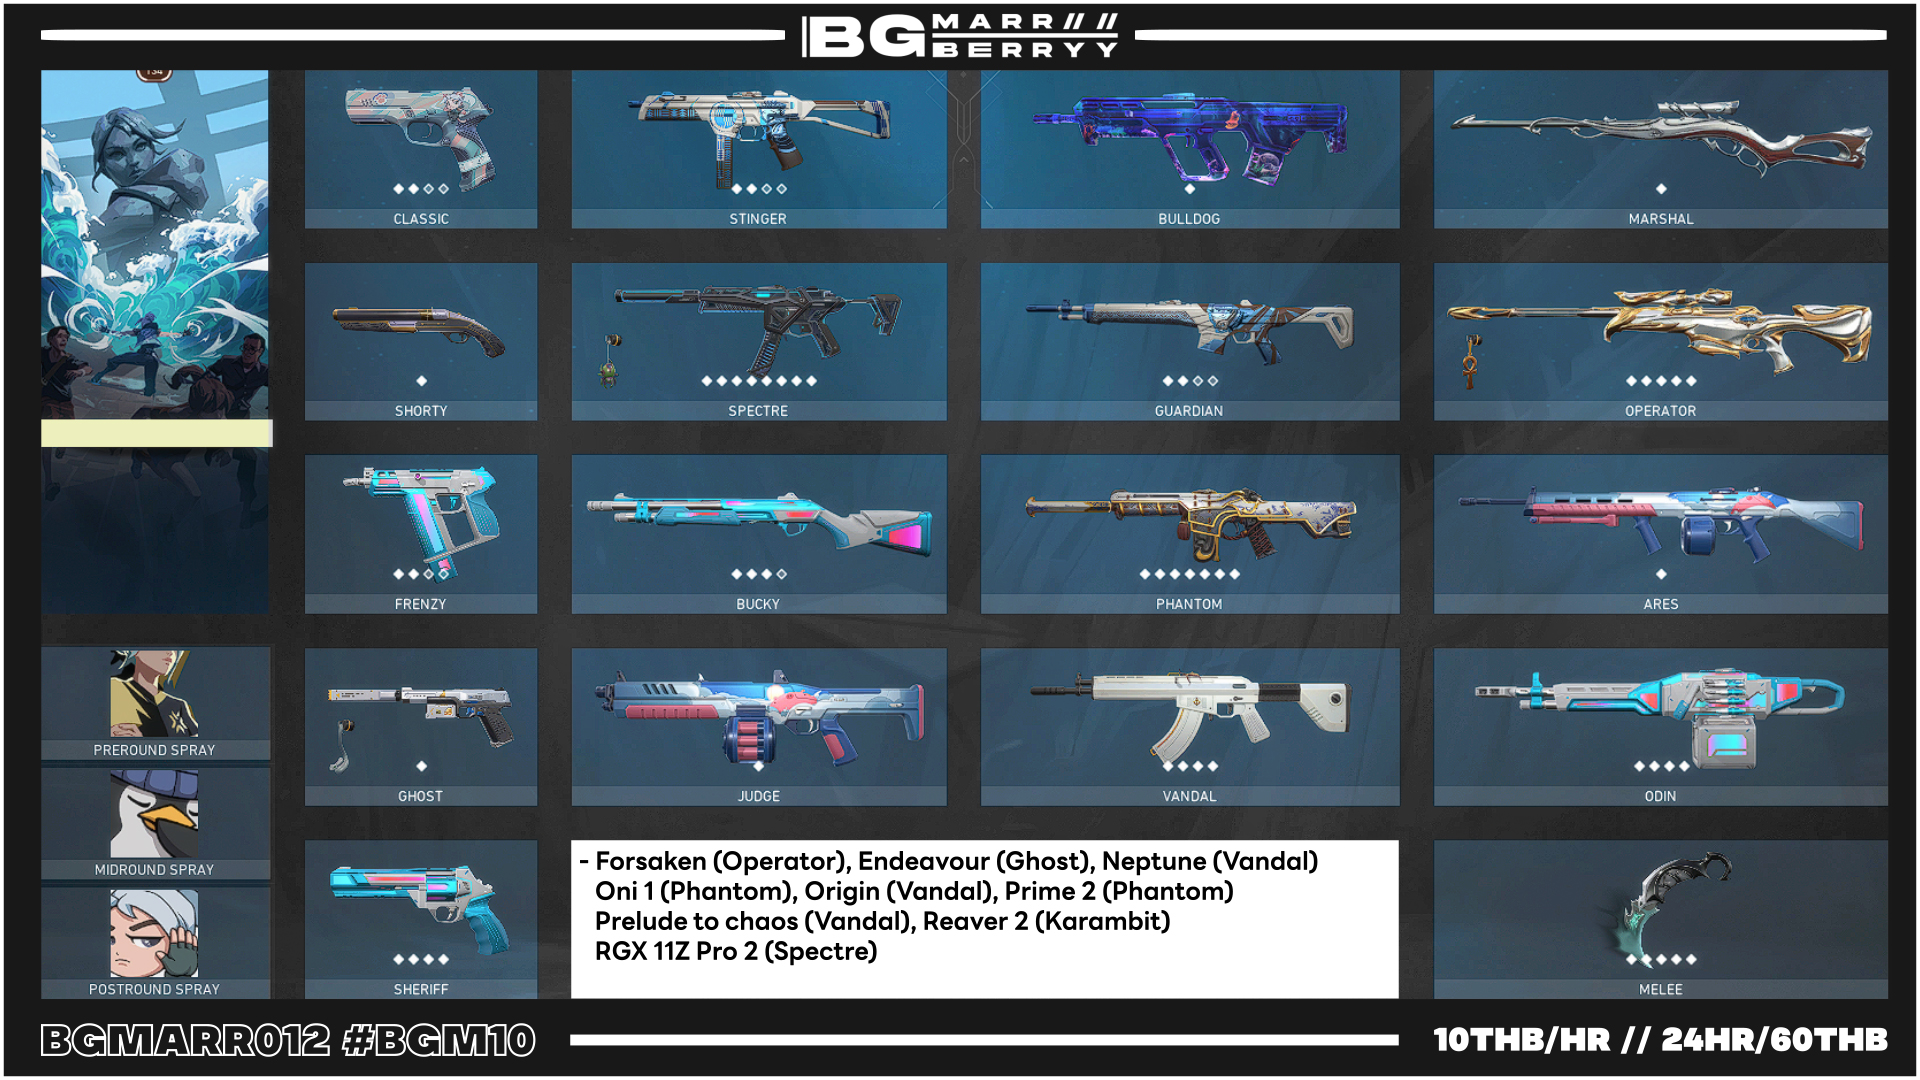 BG MARR// //
BERRYY
134
CLASSIC
STINGER
BULLDOG
MARSHAL
SHORTY
SPECTRE
GUARDIAN
OPERATOR
FRENZY
BUCKY
PHANTOM
ARES
PREROUND SPRAY
GHOST
JUDGE
VANDAL
ODIN
MIDROUND SPRAY
POSTROUND SPRAY
SHERIFF
- Forsaken (Operator), Endeavour (Ghost), Neptune (Vandal)
Oni 1 (Phantom), Origin (Vandal), Prime 2 (Phantom)
Prelude to chaos (Vandal), Reaver 2 (Karambit)
RGX 11Z Pro 2 (Spectre)
MELEE
BGMARR012 #BGM10
10THB/HR // 24HR/60THB